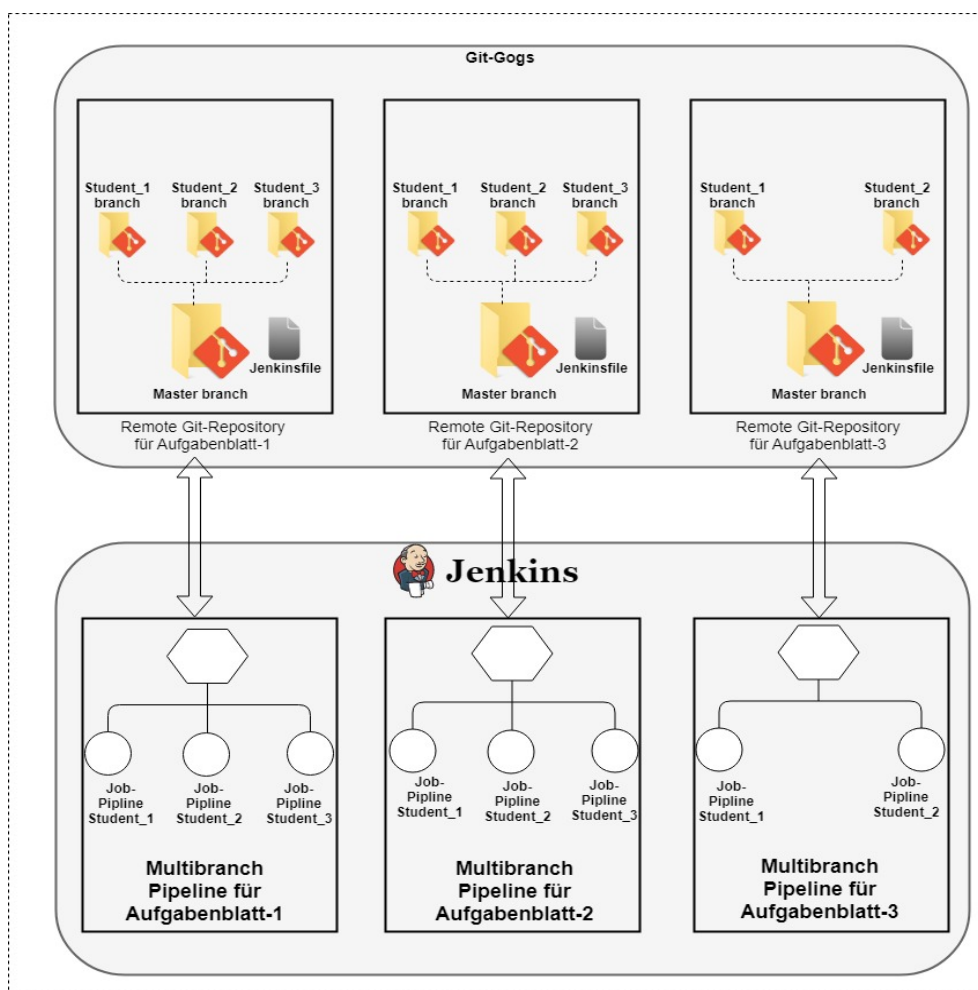 Git-Gogs
Student_1
branch
Student_2
branch
Student_3
branch
Jenkinsfile
Master branch
Remote Git-Repository
für Aufgabenblatt-1
Student_1
branch
Student_2
branch
Student_3
branch
Jenkinsfile
Master branch
Remote Git-Repository
für Aufgabenblatt-2
Student_1
branch
Student_2
branch
Jenkinsfile
Master branch
Remote Git-Repository
für Aufgabenblatt-3
Jenkins
Job-
Pipline
Student_1
Job-
Pipline
Student_2
Job-
Pipline
Student_3
Multibranch
Pipeline für
Aufgabenblatt-1
Job-
Pipline
Student_1
Job-
Pipline
Student_2
Job-
Pipline
Student_3
Multibranch
Pipeline für
Aufgabenblatt-2
Job-
Pipline
Student_1
Job-
Pipline
Student_2
Multibranch
Pipeline für
Aufgabenblatt-3